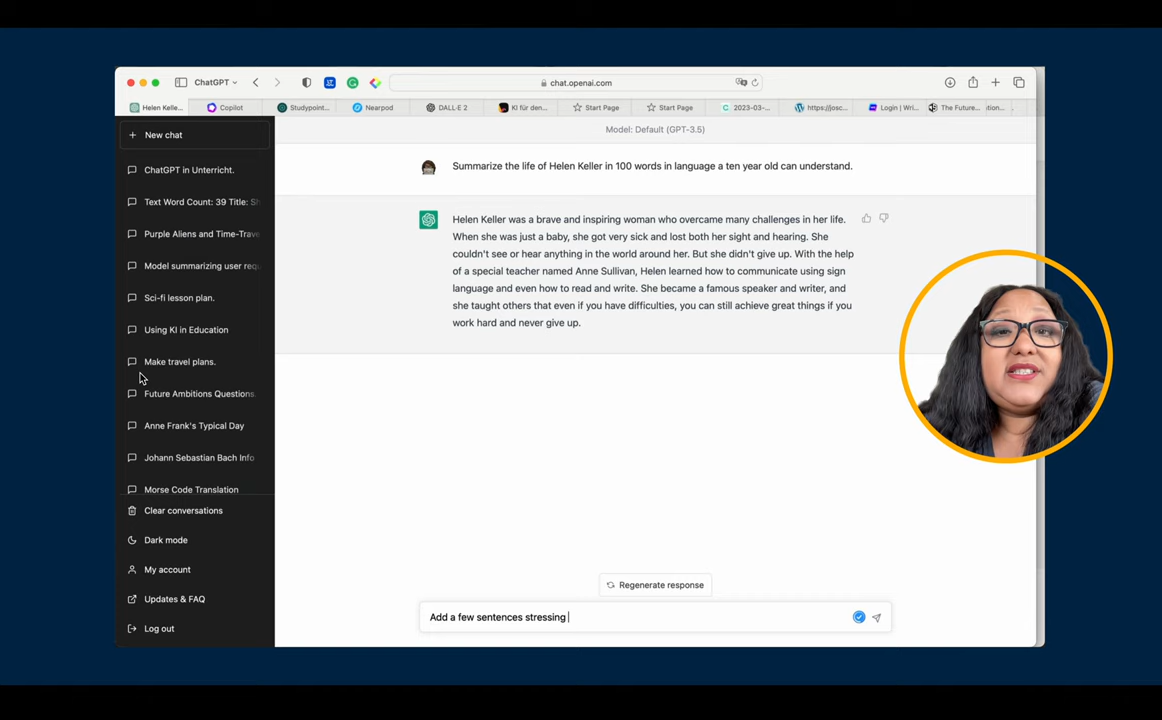 ChatGPT
chat.openai.com
Helen Kelle...
Copilot
Studypoint...
Nearpod
DALL·E 2
KI für den...
Start Page
Start Page
2023-03-...
https://josc...
Login | Wri...
The Future...
tion...
New chat
Model: Default (GPT-3.5)
ChatGPT in Unterricht.
Text Word Count: 39 Title: Sh
Purple Aliens and Time-Trave
Model summarizing user requ
Sci-fi lesson plan.
Using KI in Education
Make travel plans.
Future Ambitions Questions.
Anne Frank's Typical Day
Johann Sebastian Bach Info
Morse Code Translation
Clear conversations
Dark mode
My account
Updates & FAQ
Log out
Summarize the life of Helen Keller in 100 words in language a ten year old can understand.
Helen Keller was a brave and inspiring woman who overcame many challenges in her life.
When she was just a baby, she got very sick and lost both her sight and hearing. She
couldn't see or hear anything in the world around her. But she didn't give up. With the help
of a special teacher named Anne Sullivan, Helen learned how to communicate using sign
language and even how to read and write. She became a famous speaker and writer, and
she taught others that even if you have difficulties, you can still achieve great things if you
work hard and never give up.
Regenerate response
Add a few sentences stressing